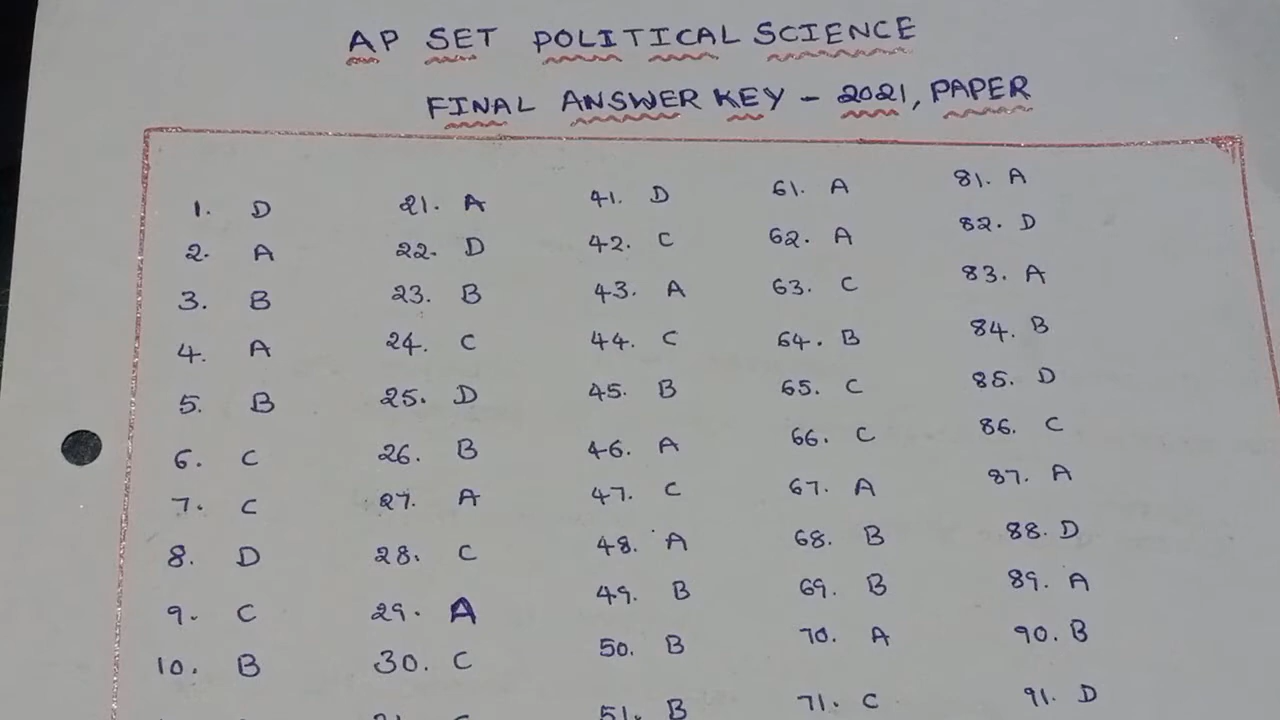 AP SET POLITICAL SCIENCE
FINAL ANSWER KEY - 2021, PAPER
1. D 21. A 41. D 61. A 81. A
2. A 22. D 42. C 62. A 82. D
3. B 23. B 43. A 63. C 83. A
4. A 24. C 44. C 64. B 84. B
5. B 25. D 45. B 65. C 85. D
6. C 26. B 46. A 66. C 86. C
7. C 27. A 47. C 67. A 87. A
8. D 28. C 48. A 68. B 88. D
9. C 29. A 49. B 69. B 89. A
10. B 30. C 50. B 70. A 90. B
51. B 71. C 91. D